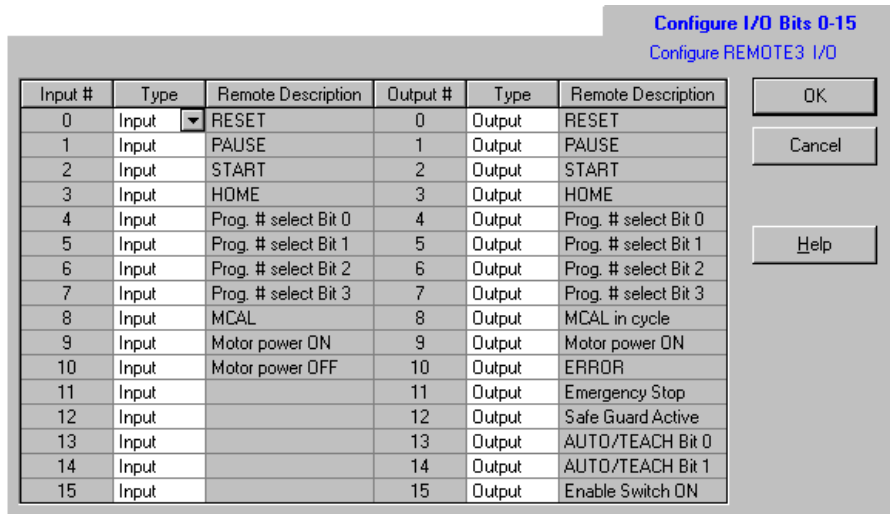 Configure I/O Bits 0-15
Configure REMOTE3 I/O
Input # Type Remote Description Output # Type Remote Description
0 Input RESET 0 Output RESET
1 Input PAUSE 1 Output PAUSE
2 Input START 2 Output START
3 Input HOME 3 Output HOME
4 Input Prog. # select Bit 0 4 Output Prog. # select Bit 0
5 Input Prog. # select Bit 1 5 Output Prog. # select Bit 1
6 Input Prog. # select Bit 2 6 Output Prog. # select Bit 2
7 Input Prog. # select Bit 3 7 Output Prog. # select Bit 3
8 Input MCAL 8 Output MCAL in cycle
9 Input Motor power ON 9 Output Motor power ON
10 Input Motor power OFF 10 Output ERROR
11 Input 11 Output Emergency Stop
12 Input 12 Output Safe Guard Active
13 Input 13 Output AUTO/TEACH Bit 0
14 Input 14 Output AUTO/TEACH Bit 1
15 Input 15 Output Enable Switch ON
OK
Cancel
Help